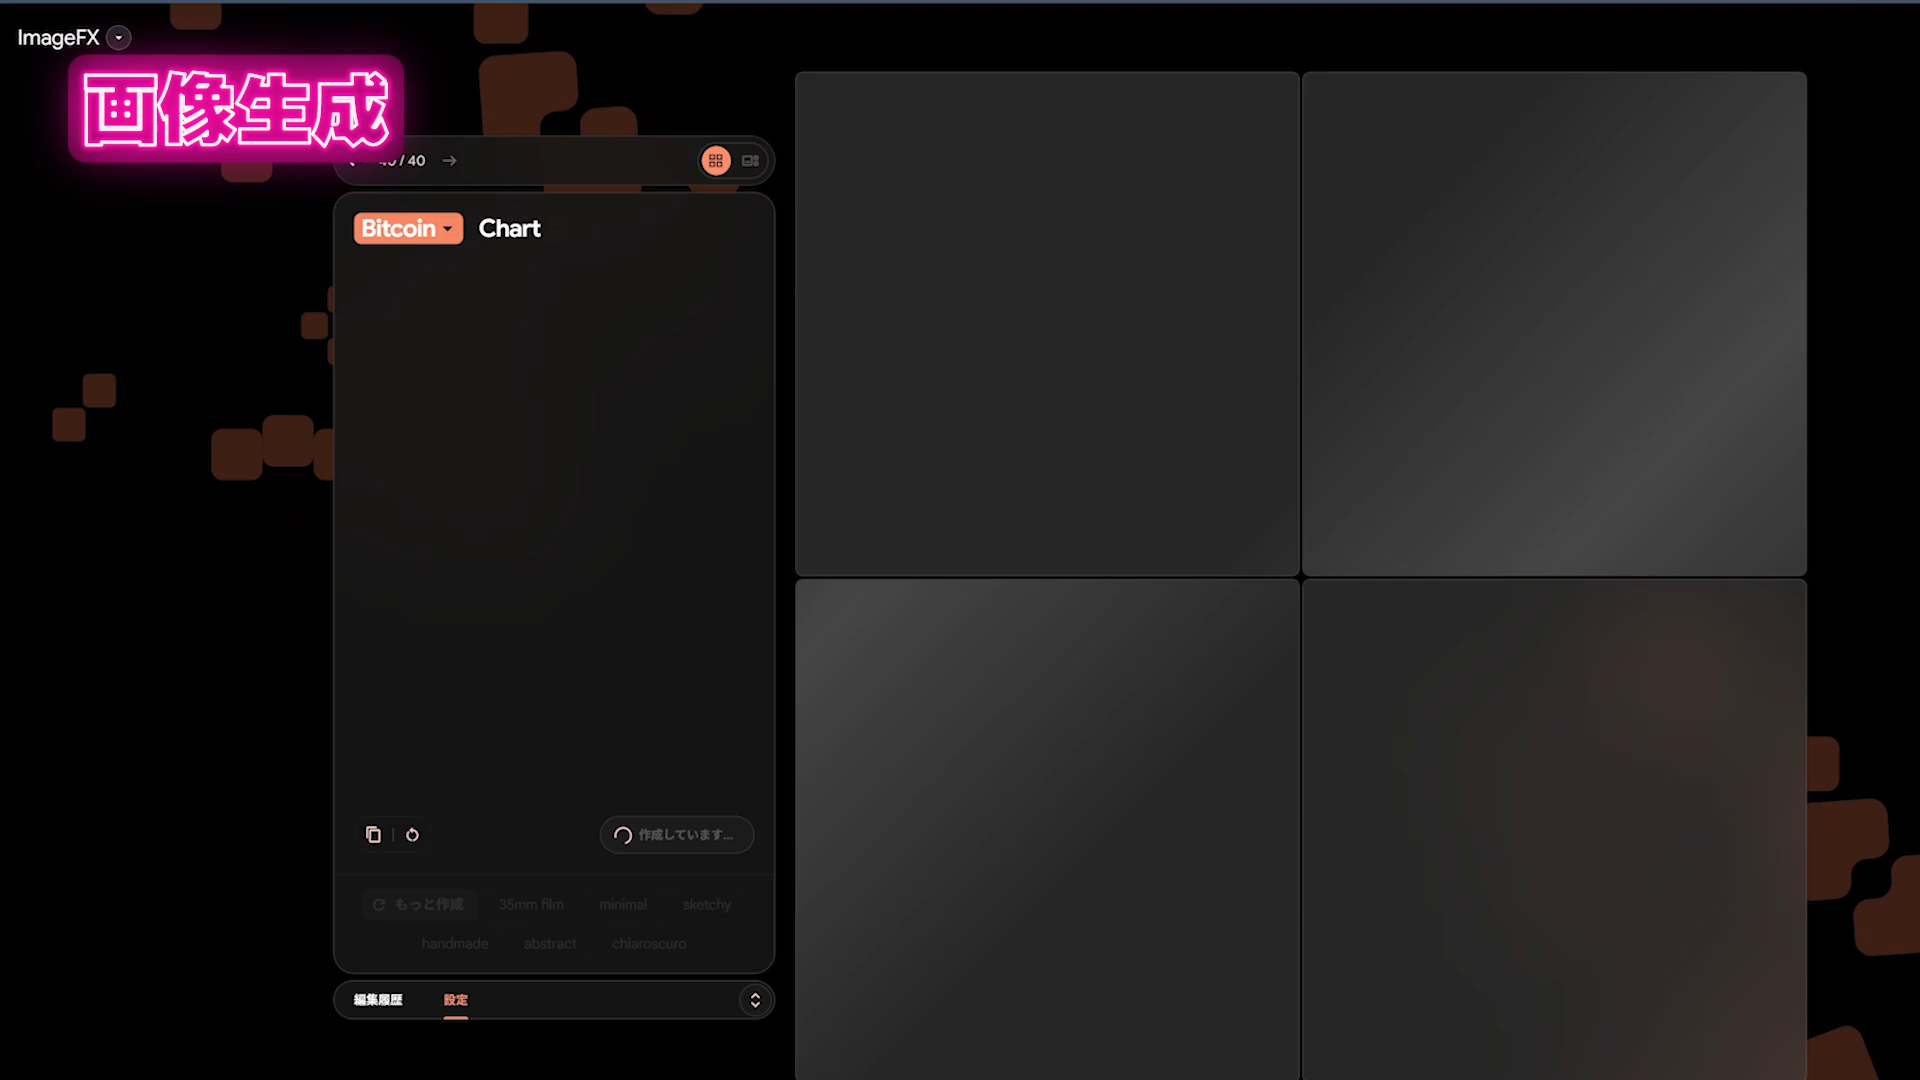 ImageFX
画像生成
/ 40
Bitcoin Chart
作成しています...
もっと作成 35mm film minimal sketchy
handmade abstract chiaroscuro
編集履歴 設定